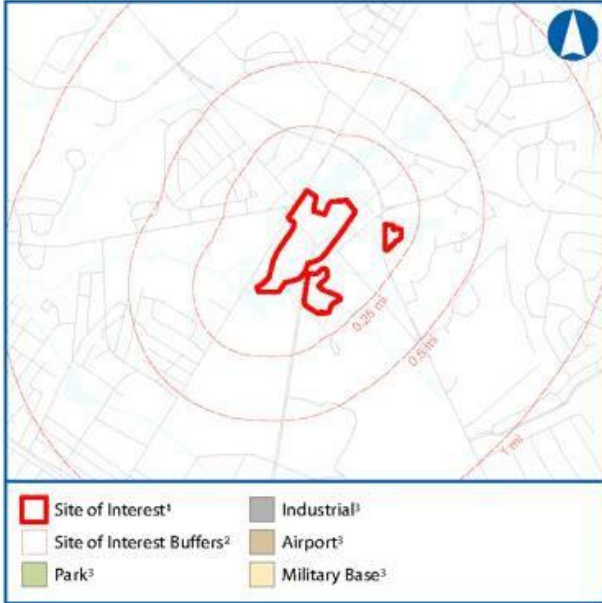 0.25 mi
0.5 mi
1 mi
Site of Interest¹
Industrial³
Site of Interest Buffers²
Airport³
Park³
Military Base³